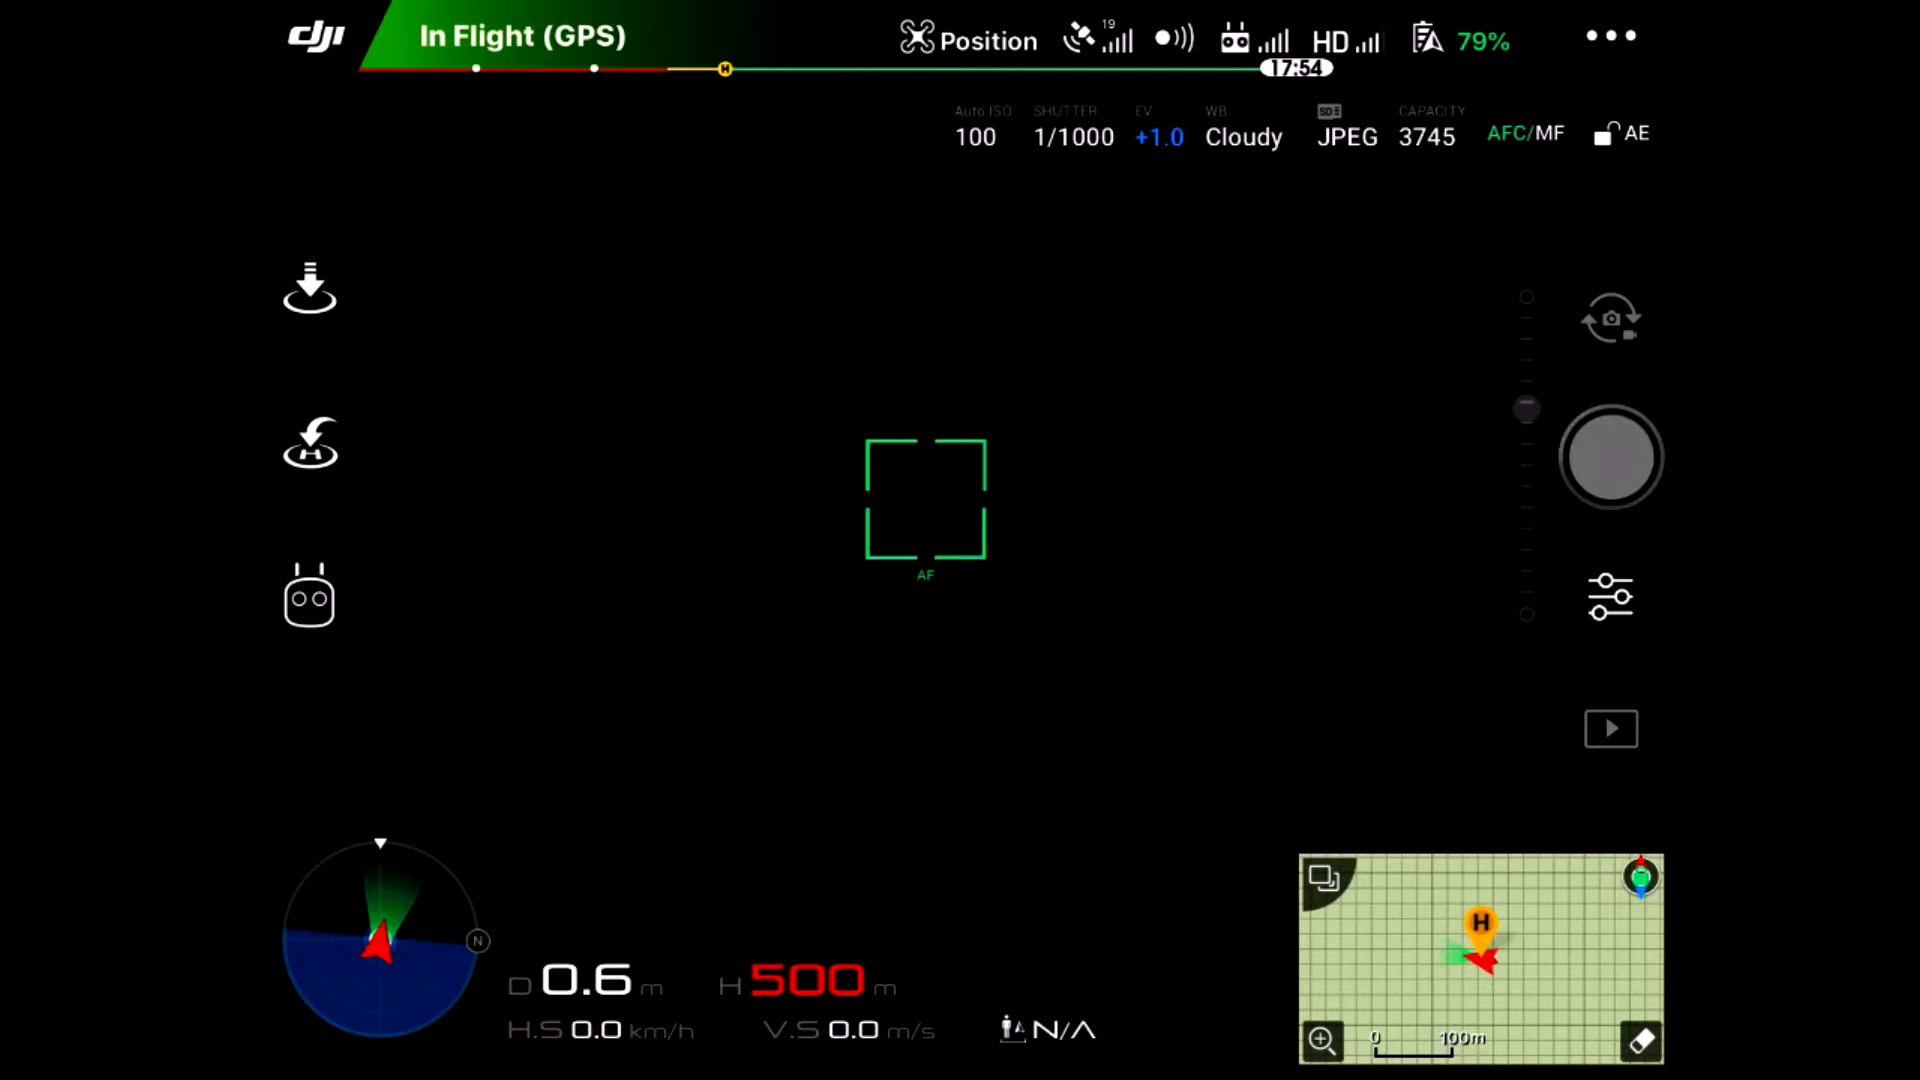 dji In Flight (GPS) Position 19 HD 79%
H 17:54
Auto ISO SHUTTER EV WB SD CAPACITY
100 1/1000 +1.0 Cloudy JPEG 3745 AFC/MF AE
H
AF
N
H
D 0.6 m H 500 m
H.S 0.0 km/h V.S 0.0 m/s N/A
0 100m